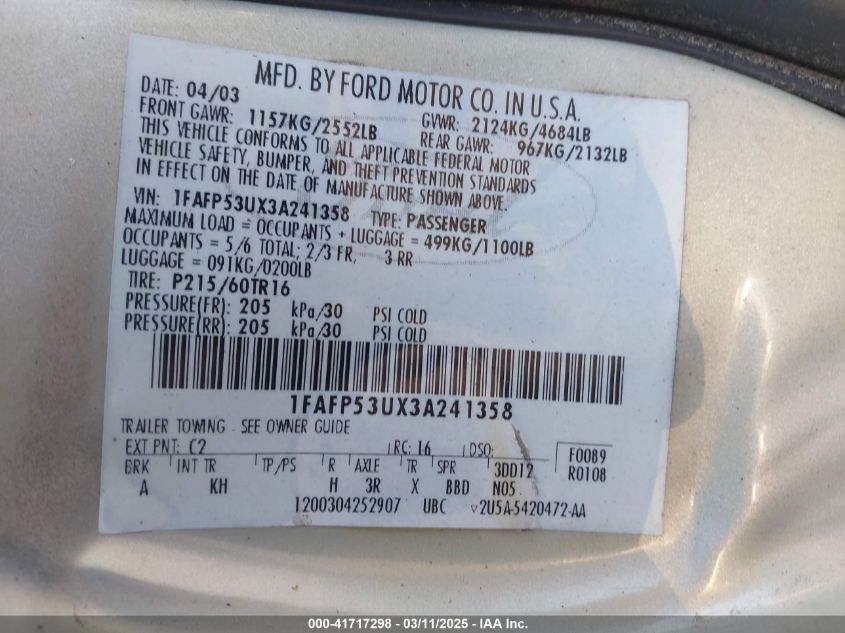 MFD. BY FORD MOTOR CO. IN U.S.A.
DATE: 04/03 GVWR: 2124KG/4684LB
FRONT GAWR: 1157KG/2552LB REAR GAWR: 967KG/2132LB
THIS VEHICLE CONFORMS TO ALL APPLICABLE FEDERAL MOTOR
VEHICLE SAFETY, BUMPER, AND THEFT PREVENTION STANDARDS
IN EFFECT ON THE DATE OF MANUFACTURE SHOWN ABOVE.
VIN: 1FAFP53UX3A241358 TYPE: PASSENGER
MAXIMUM LOAD = OCCUPANTS + LUGGAGE = 499KG/1100LB
OCCUPANTS = 5/6 TOTAL; 2/3 FR, 3 RR
LUGGAGE = 091KG/0200LB
TIRE: P215/60TR16
PRESSURE(FR): 205 kPa/30 PSI COLD
PRESSURE(RR): 205 kPa/30 PSI COLD
1FAFP53UX3A241358
TRAILER TOWING - SEE OWNER GUIDE
EXT PNT: C2 RC: 16 DSO: F0089
BRK INT TR TP/PS R AXLE TR SPR 3DD12 R0108
A KH H 3R X BBD N05
1200304252907 UBC ▽2U5A-5420472-AA
000-41717298 - 03/11/2025 - IAA Inc.